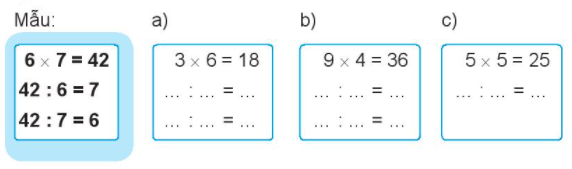 Mẫu:
6 × 7 = 42
42 : 6 = 7
42 : 7 = 6
a)
3 × 6 = 18
... : ... = ...
... : ... = ...
b)
9 × 4 = 36
... : ... = ...
... : ... = ...
c)
5 × 5 = 25
... : ... = ...